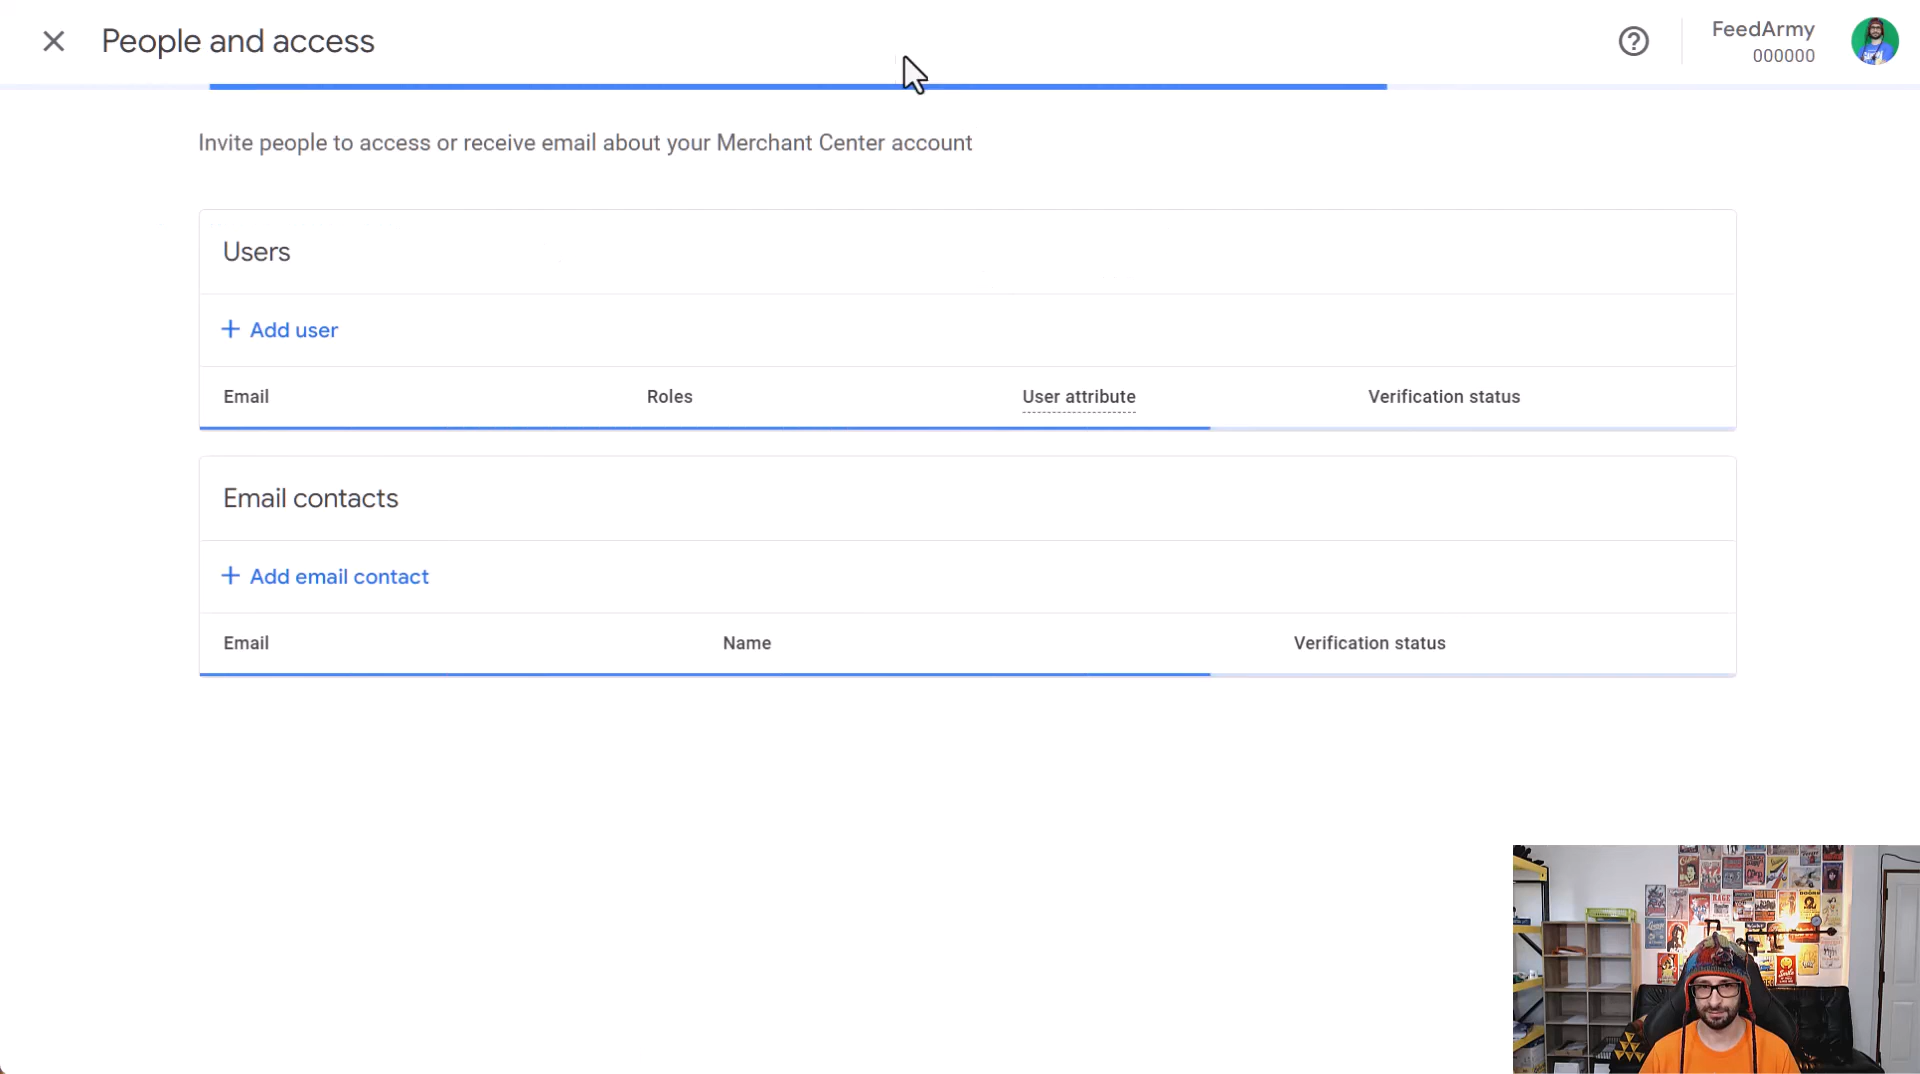 People and access
FeedArmy
000000
Invite people to access or receive email about your Merchant Center account
Users
+ Add user
Email Roles User attribute Verification status
Email contacts
+ Add email contact
Email Name Verification status